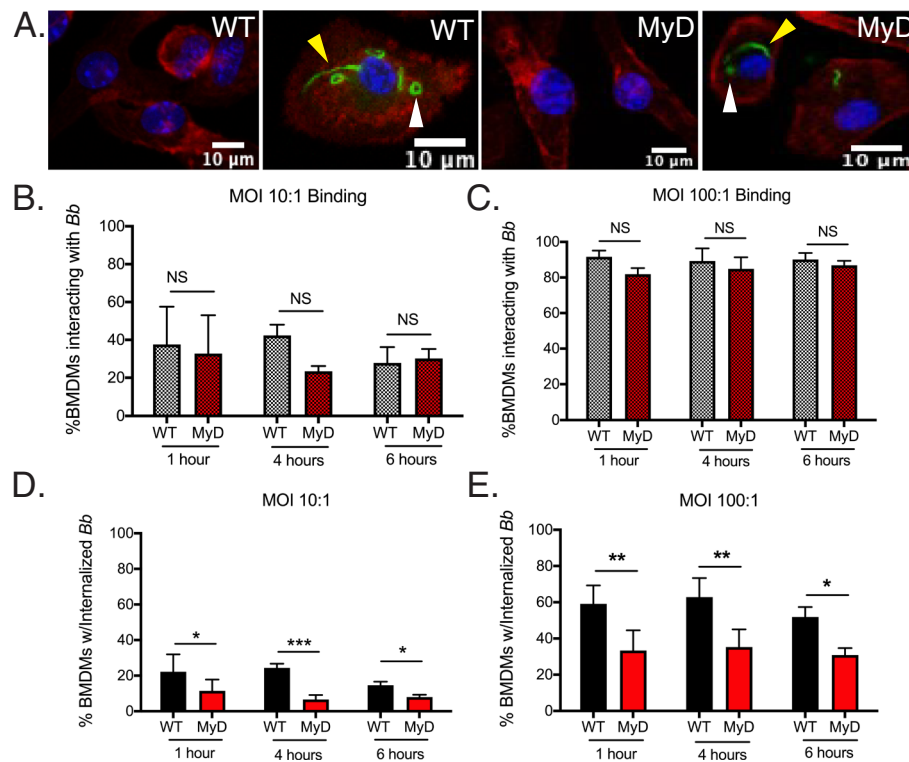 A.
WT
WT
MyD
MyD
10 μm
10 μm
10 μm
10 μm
B.
MOI 10:1 Binding
%BMDMs interacting with Bb
100
80
60
40
20
0
NS
NS
NS
WT MyD WT MyD WT MyD
1 hour 4 hours 6 hours
C.
MOI 100:1 Binding
%BMDMs interacting with Bb
100
80
60
40
20
0
NS
NS
NS
WT MyD WT MyD WT MyD
1 hour 4 hours 6 hours
D.
MOI 10:1
% BMDMs w/Internalized Bb
100
80
60
40
20
0
*
***
*
WT MyD WT MyD WT MyD
1 hour 4 hours 6 hours
E.
MOI 100:1
% BMDMs w/Internalized Bb
100
80
60
40
20
0
**
**
*
WT MyD WT MyD WT MyD
1 hour 4 hours 6 hours